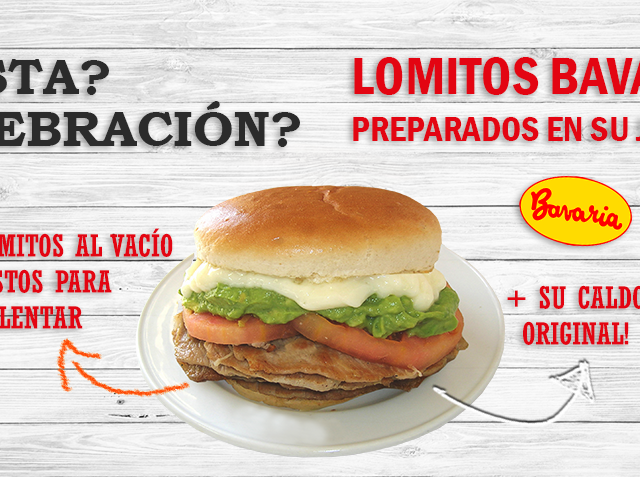 STA?
EBRACIÓN?
LOMITOS BAVA
PREPARADOS EN SU
Bavaria
MITOS AL VACÍO
STOS PARA
LENTAR
+ SU CALDO
ORIGINAL!